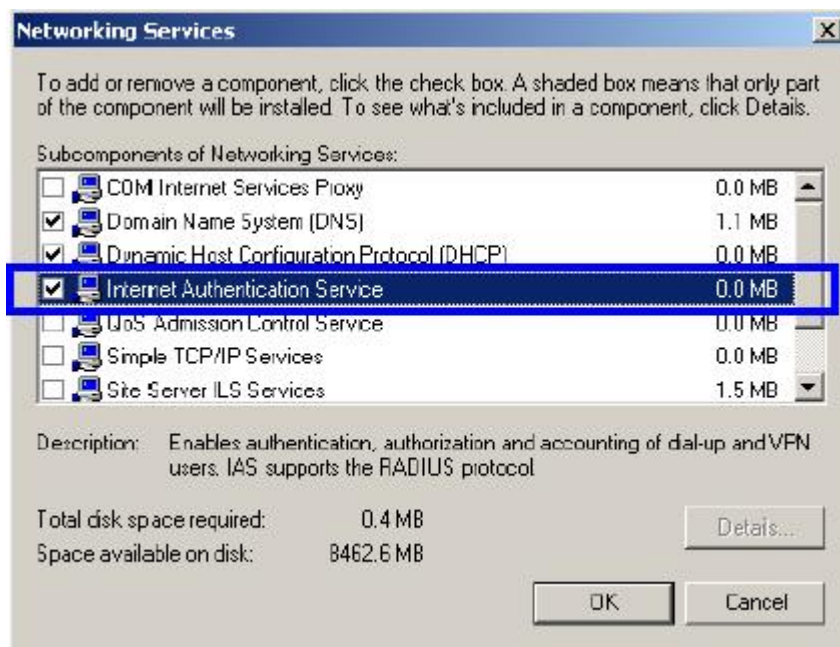 Networking Services
To add or remove a component, click the check box. A shaded box means that only part
of the component will be installed. To see what's included in a component, click Details.
Subcomponents of Networking Services:
COM Internet Services Proxy 0.0 MB
Domain Name System (DNS) 1.1 MB
Dynamic Host Configuration Protocol (DHCP) 0.0 MB
Internet Authentication Service 0.0 MB
QoS Admission Control Service 0.0 MB
Simple TCP/IP Services 0.0 MB
Site Server ILS Services 1.5 MB
Description: Enables authentication, authorization and accounting of dial-up and VPN
users. IAS supports the RADIUS protocol.
Total disk space required: 0.4 MB
Space available on disk: 8462.6 MB
Details...
OK Cancel